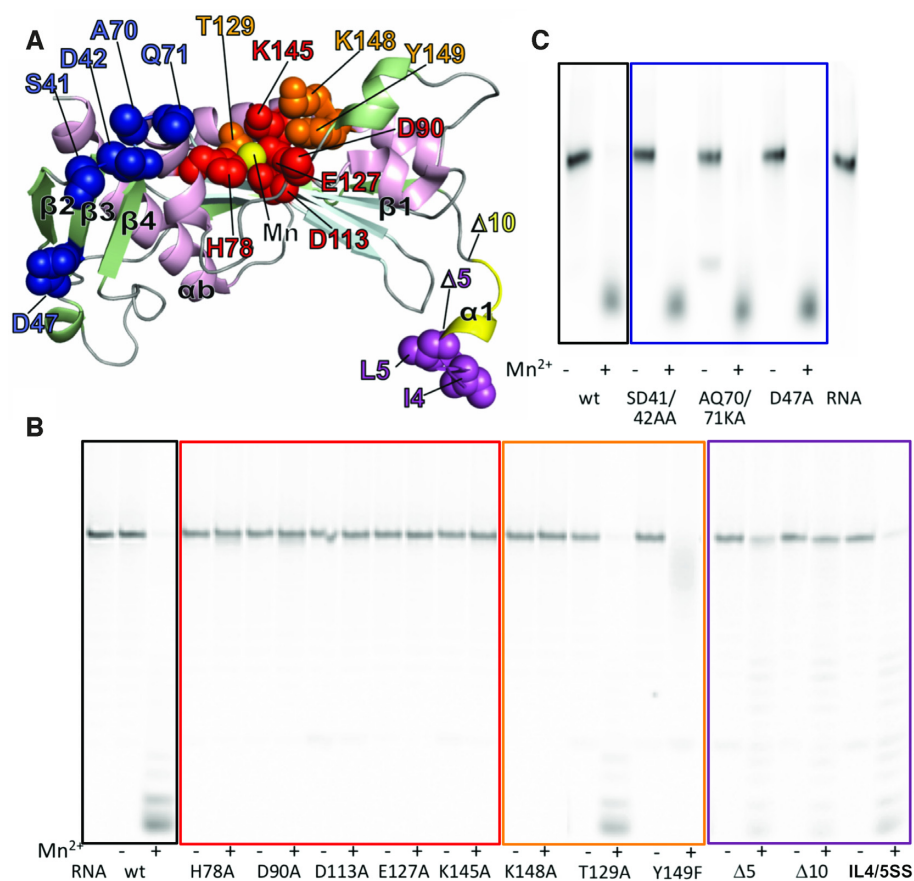 A
T129
C
A70
K145
K148
D42
Q71
Y149
S41
D90
E127
β2
β3
β4
β1
Mn
H78
D113
Δ10
αb
Δ5
α1
D47
L5
I4
Mn2+ - + - + - + - +
wt SD41/ AQ70/ D47A RNA
42AA 71KA
B
Mn2+ - + - + - + - + - + - + - + - + - + - + - + - +
RNA wt H78A D90A D113A E127A K145A K148A T129A Y149F Δ5 Δ10 IL4/5SS